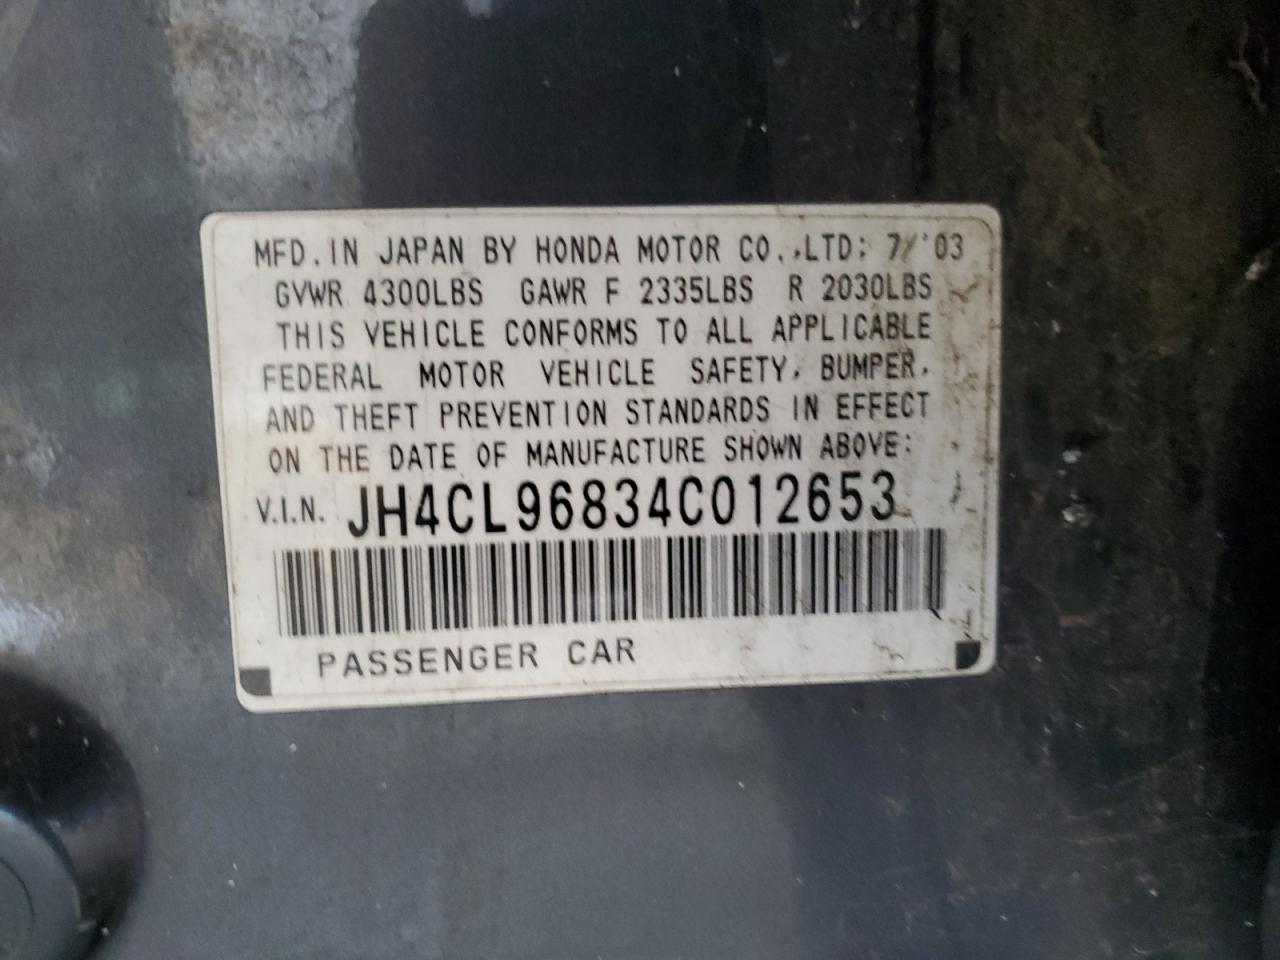 MFD. IN JAPAN BY HONDA MOTOR CO.,LTD; 7/'03
GVWR 4300LBS GAWR F 2335LBS R 2030LBS
THIS VEHICLE CONFORMS TO ALL APPLICABLE
FEDERAL MOTOR VEHICLE SAFETY, BUMPER,
AND THEFT PREVENTION STANDARDS IN EFFECT
ON THE DATE OF MANUFACTURE SHOWN ABOVE:
V.I.N. JH4CL96834C012653
PASSENGER CAR